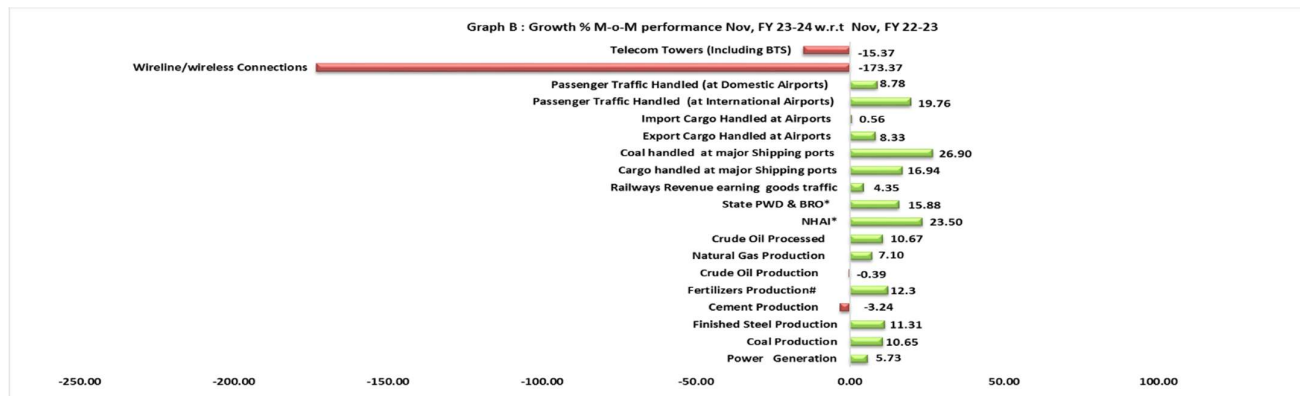 Graph B : Growth % M-o-M performance Nov, FY 23-24 w.r.t Nov, FY 22-23
Telecom Towers (Including BTS) -15.37
Wireline/wireless Connections -173.37
Passenger Traffic Handled (at Domestic Airports) 8.78
Passenger Traffic Handled (at International Airports) 19.76
Import Cargo Handled at Airports 0.56
Export Cargo Handled at Airports 8.33
Coal handled at major Shipping ports 26.90
Cargo handled at major Shipping ports 16.94
Railways Revenue earning goods traffic 4.35
State PWD & BRO* 15.88
NHAI* 23.50
Crude Oil Processed 10.67
Natural Gas Production 7.10
Crude Oil Production -0.39
Fertilizers Production# 12.3
Cement Production -3.24
Finished Steel Production 11.31
Coal Production 10.65
Power Generation 5.73
-250.00 -200.00 -150.00 -100.00 -50.00 0.00 50.00 100.00